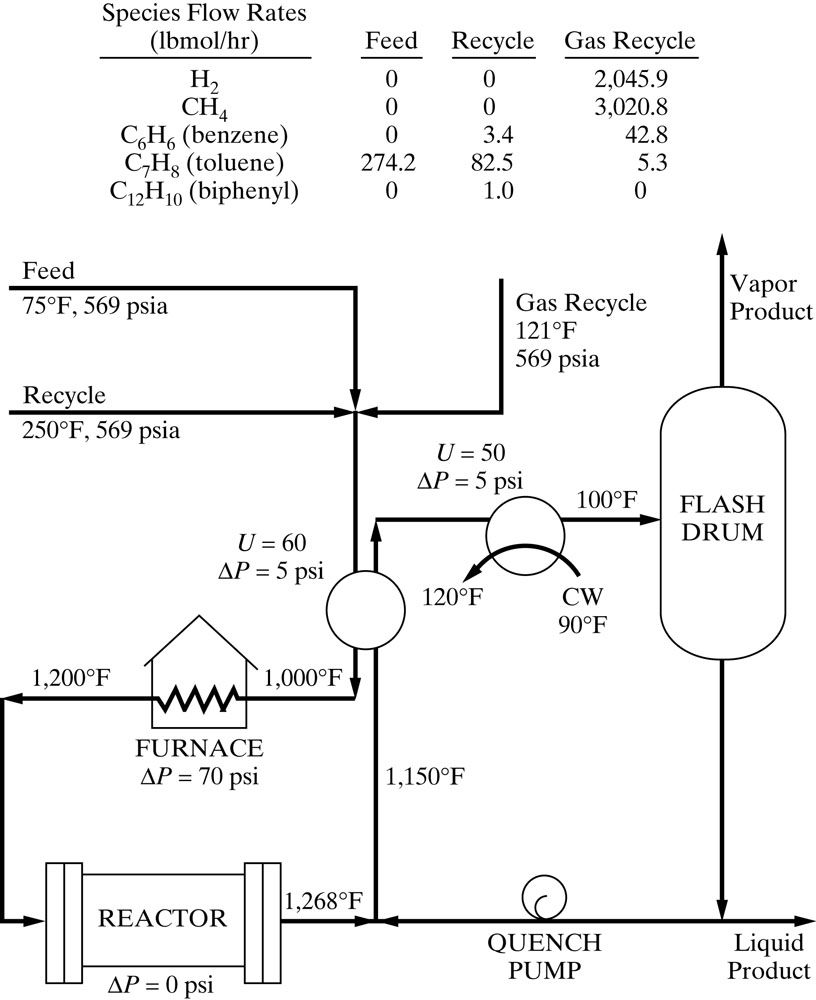 Species Flow Rates
(lbmol/hr) Feed Recycle Gas Recycle
H₂ 0 0 2,045.9
CH₄ 0 0 3,020.8
C₆H₆ (benzene) 0 3.4 42.8
C₇H₈ (toluene) 274.2 82.5 5.3
C₁₂H₁₀ (biphenyl) 0 1.0 0
Feed
75°F, 569 psia
Vapor
Product
Gas Recycle
121°F
569 psia
Recycle
250°F, 569 psia
U = 50
ΔP = 5 psi
100°F
FLASH
DRUM
U = 60
ΔP = 5 psi
120°F
CW
90°F
1,200°F
1,000°F
FURNACE
ΔP = 70 psi
1,150°F
1,268°F
REACTOR
ΔP = 0 psi
QUENCH
PUMP
Liquid
Product